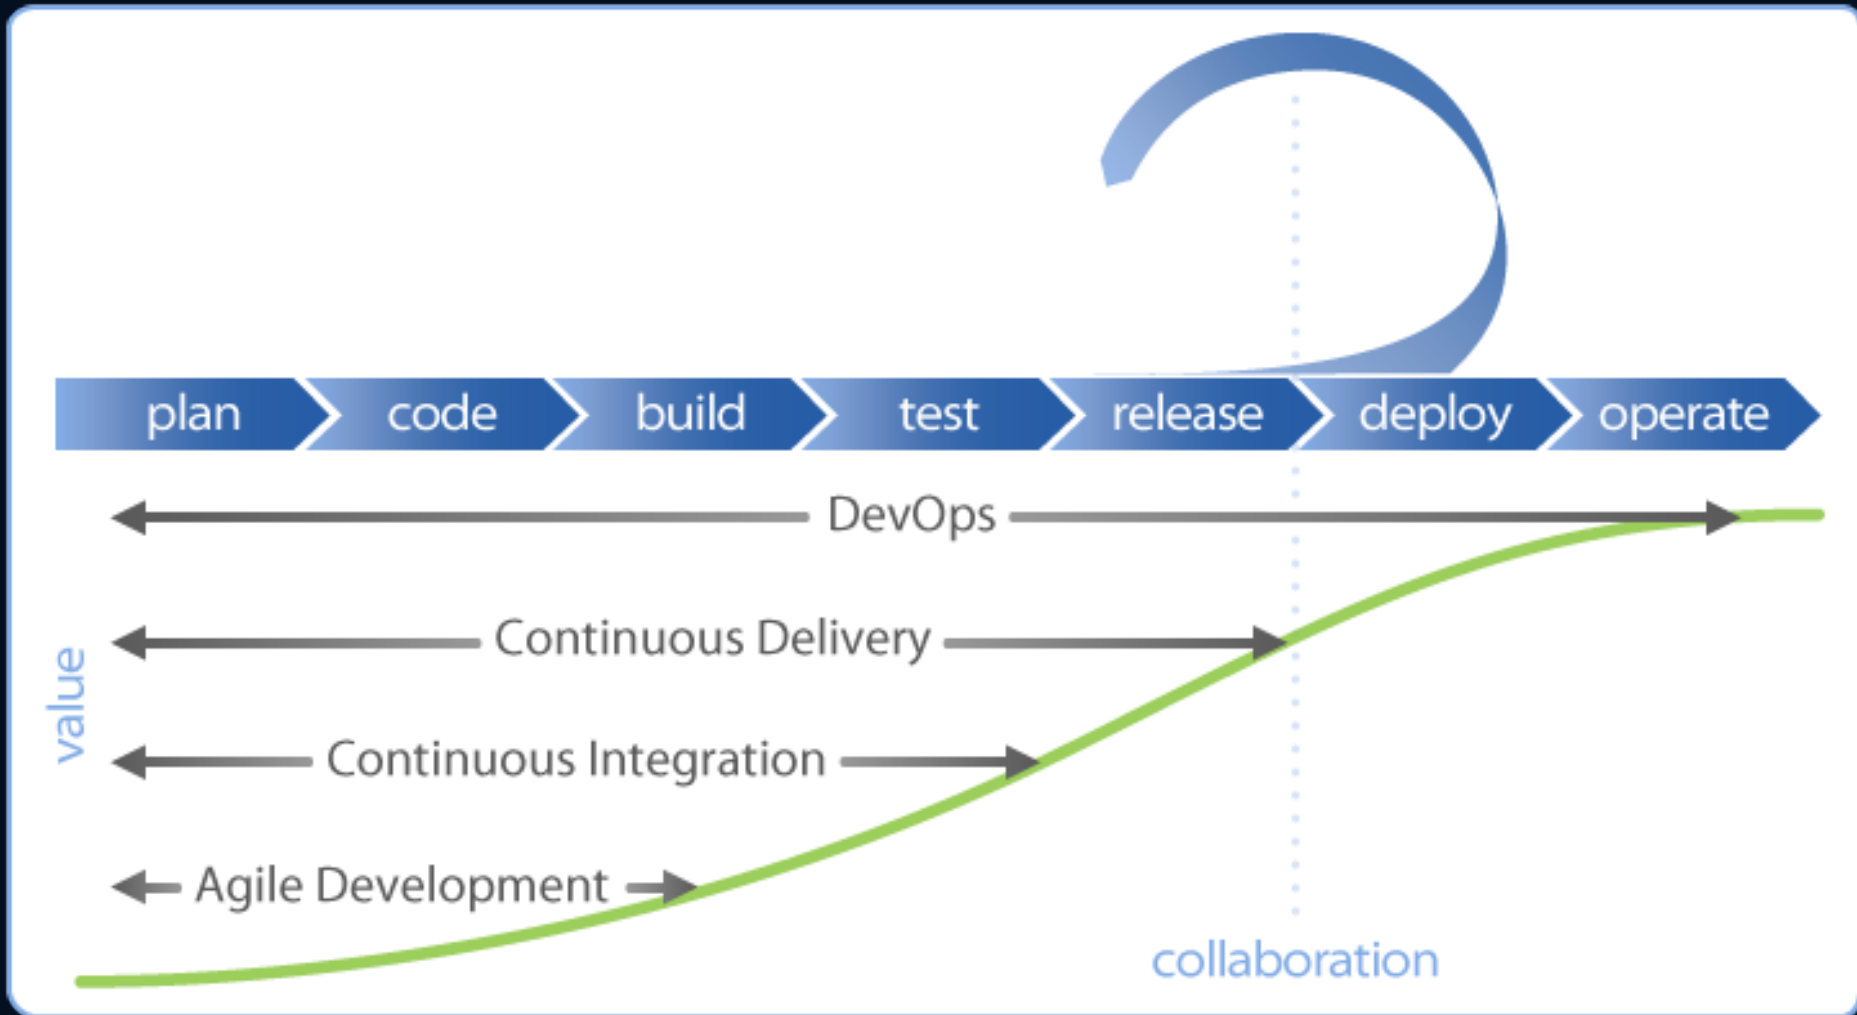 plan code build test release deploy operate
DevOps
Continuous Delivery
value
Continuous Integration
Agile Development
collaboration